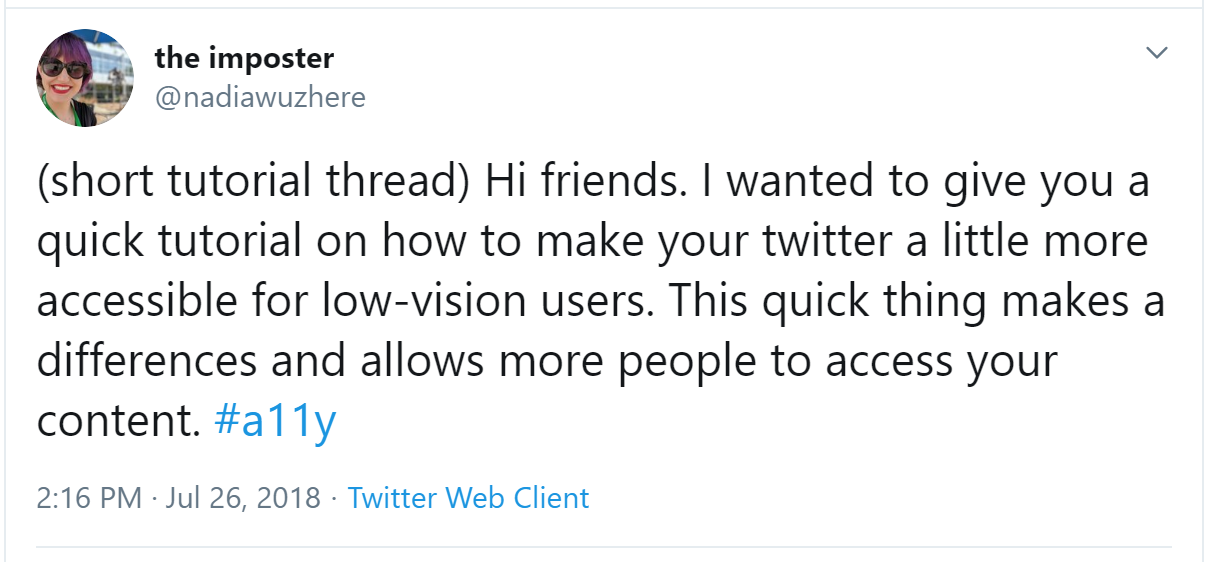 the imposter
@nadiawuzhere
(short tutorial thread) Hi friends. I wanted to give you a
quick tutorial on how to make your twitter a little more
accessible for low-vision users. This quick thing makes a
differences and allows more people to access your
content. #a11y
2:16 PM · Jul 26, 2018 · Twitter Web Client